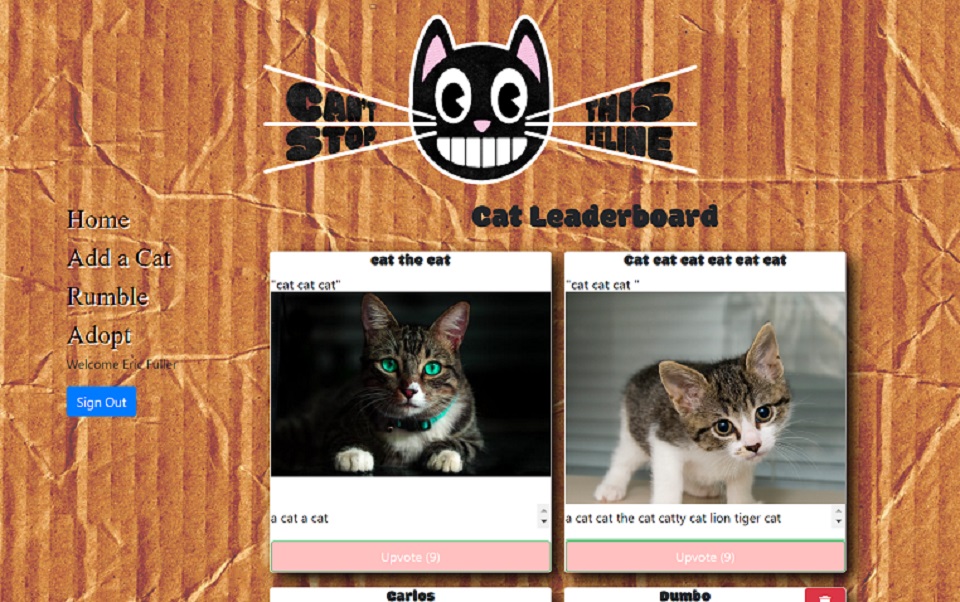 CAN'T
STOP
THIS
FELINE
Cat Leaderboard
Home
Add a Cat
Rumble
Adopt
Welcome Eric Fuller
Sign Out
cat the cat
"cat cat cat"
a cat a cat
Upvote (9)
Cat cat cat cat cat cat
"cat cat cat "
a cat cat the cat catty cat lion tiger cat
Upvote (9)
Carlos
Dumbo